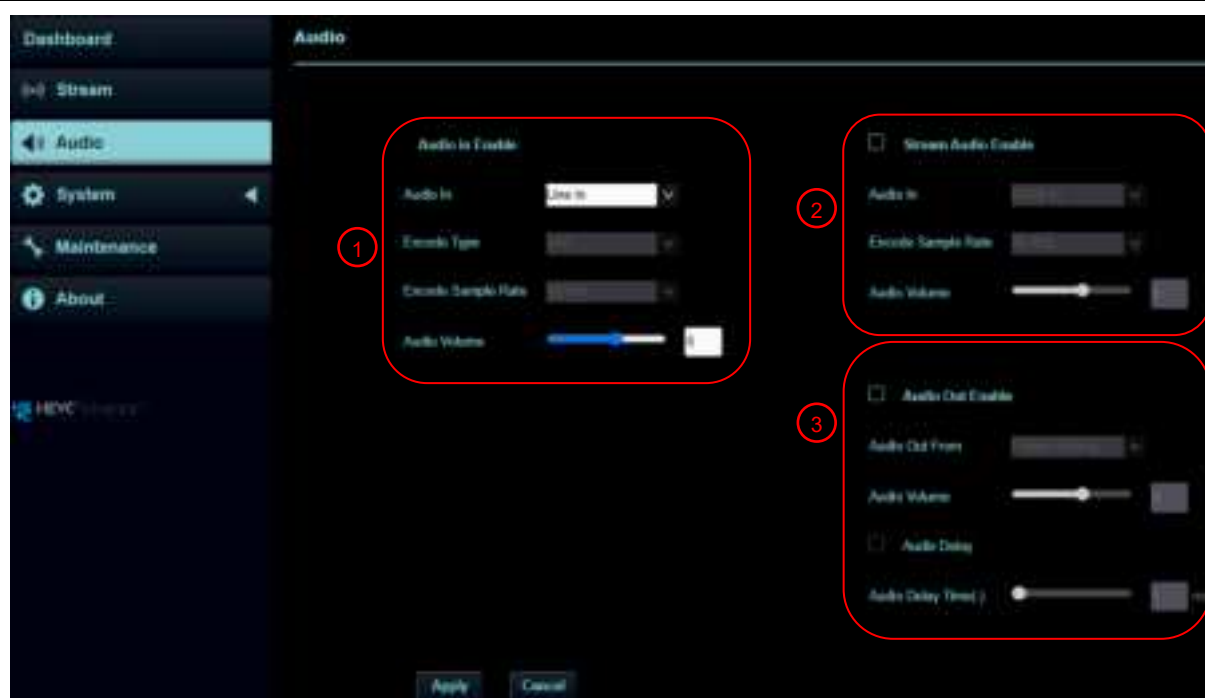 Dashboard
Stream
Audio
System
Maintenance
About
HEVC
Audio
1
Audio In Enable
Audio In
Line In
Encode Type
Encode Sample Rate
Audio Volume
2
Stream Audio Enable
Audio In
Encode Sample Rate
Audio Volume
3
Audio Out Enable
Audio Out From
Audio Volume
Audio Delay
Audio Delay Time(-)
Apply
Cancel